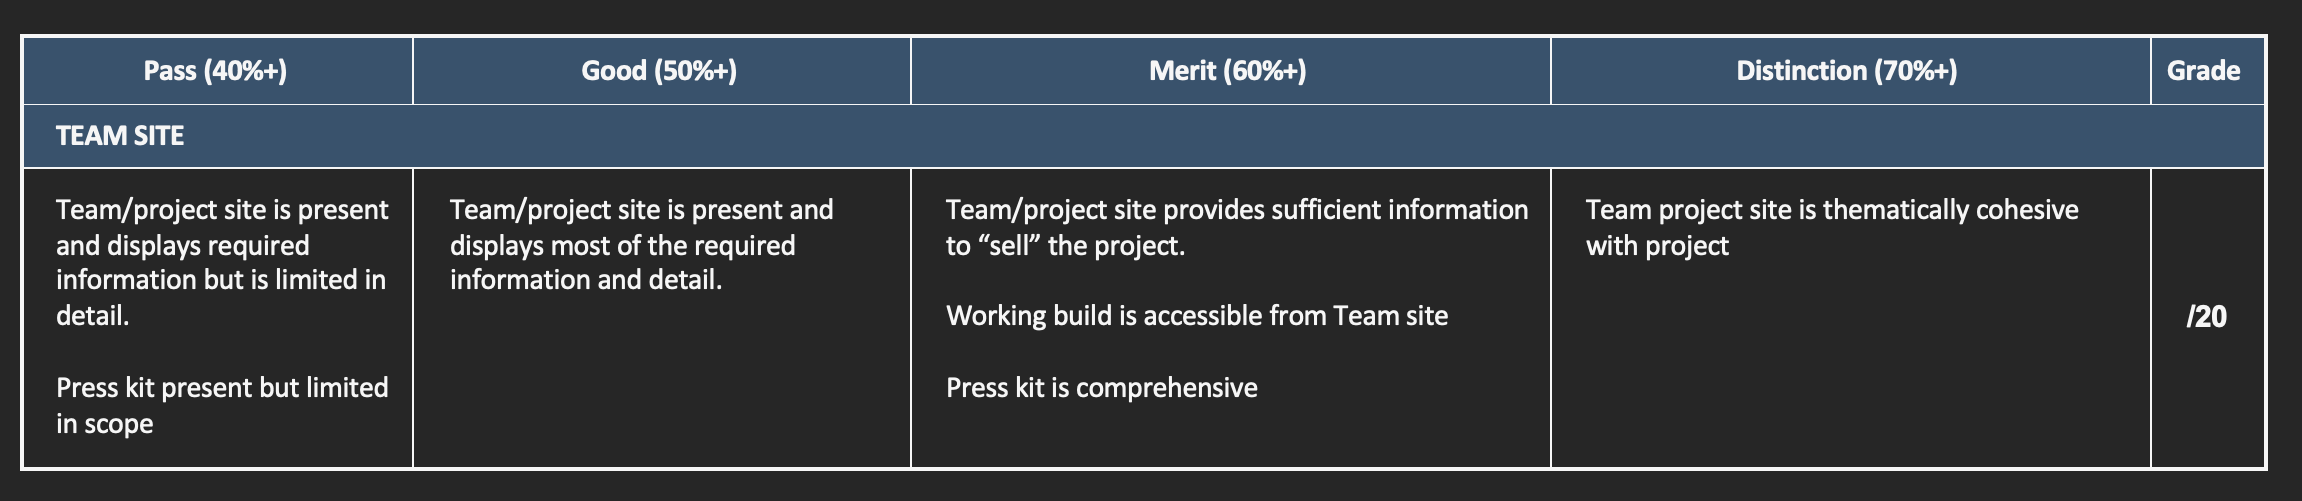 Pass (40%+)
Good (50%+)
Merit (60%+)
Distinction (70%+)
Grade
TEAM SITE
Team/project site is present
and displays required
information but is limited in
detail.
Press kit present but limited
in scope
Team/project site is present and
displays most of the required
information and detail.
Team/project site provides sufficient information
to “sell” the project.
Working build is accessible from Team site
Press kit is comprehensive
Team project site is thematically cohesive
with project
/20